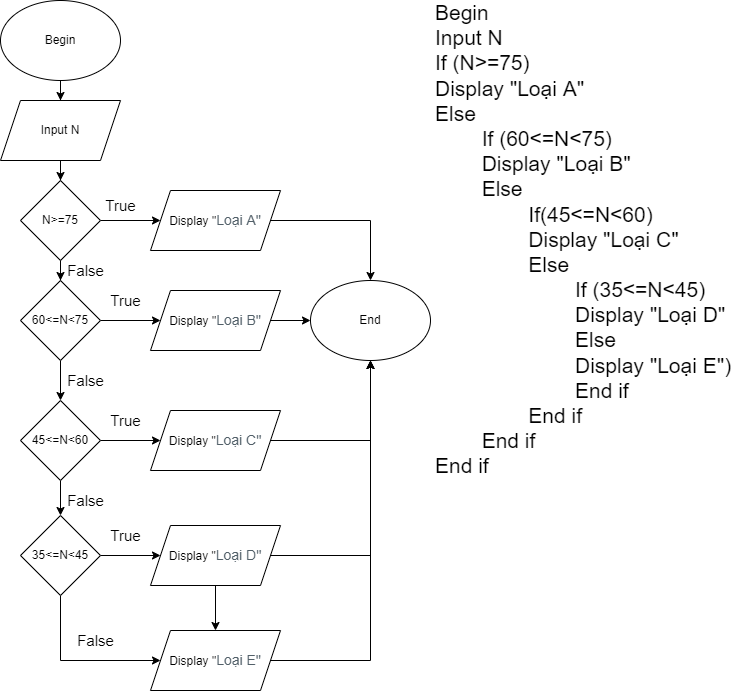 Begin
Input N
N>=75
True
Display "Loại A"
False
60<=N<75
True
Display "Loại B"
End
False
45<=N<60
True
Display "Loại C"
False
35<=N<45
True
Display "Loại D"
False
Display "Loại E"
Begin
Input N
If (N>=75)
Display "Loại A"
Else
If (60<=N<75)
Display "Loại B"
Else
If(45<=N<60)
Display "Loại C"
Else
If (35<=N<45)
Display "Loại D"
Else
Display "Loại E")
End if
End if
End if
End if